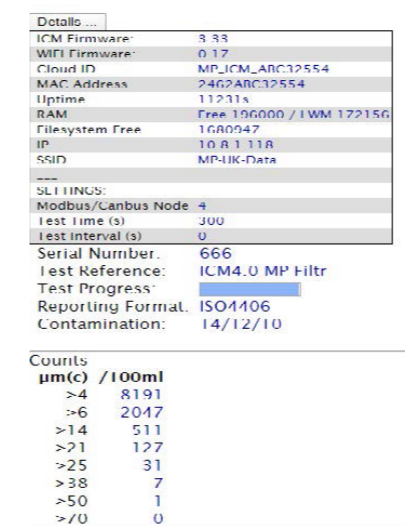 Details ...
ICM Firmware: 3.33
WIFI Firmware: 0.17
Cloud ID MP_ICM_ABC32554
MAC Address 2462ABC32554
Uptime 11231s
RAM Free 196000 / LWM 172156
Filesystem Free 1680947
IP 10.8.1.118
SSID MP-UK-Data
---
SETTINGS:
Modbus/Canbus Node 4
Test Time (s) 300
Test Interval (s) 0
Serial Number: 666
Test Reference: ICM4.0 MP Filtr
Test Progress:
Reporting Format: ISO4406
Contamination: 14/12/10
Counts
µm(c) /100ml
>4 8191
>6 2047
>14 511
>21 127
>25 31
>38 7
>50 1
>70 0